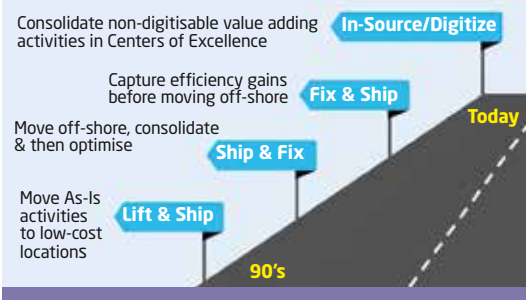 Consolidate non-digitisable value adding
activities in Centers of Excellence
In-Source/Digitize
Capture efficiency gains
before moving off-shore
Fix & Ship
Today
Move off-shore, consolidate
& then optimise
Ship & Fix
Move As-Is
activities
to low-cost
locations
Lift & Ship
90's